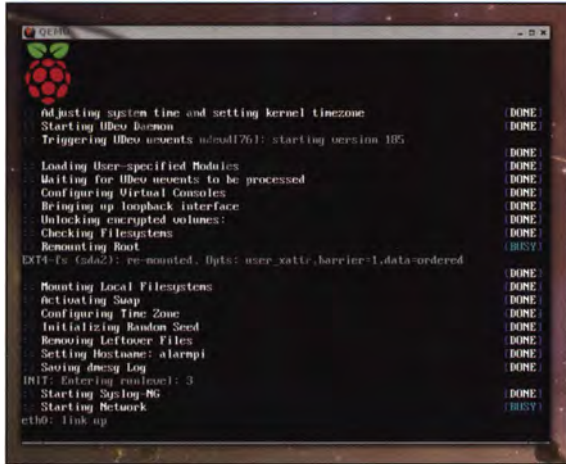 QEMU
:: Adjusting system time and setting kernel timezone [DONE]
:: Starting UDev Daemon [DONE]
:: Triggering UDev uevents udevd[76]: starting version 185
[DONE]
:: Loading User-specified Modules [DONE]
:: Waiting for UDev uevents to be processed [DONE]
:: Configuring Virtual Consoles [DONE]
:: Bringing up loopback interface [DONE]
:: Unlocking encrypted volumes: [DONE]
:: Checking Filesystems [DONE]
:: Remounting Root [BUSY]
EXT4-fs (sda2): re-mounted. Opts: user_xattr,barrier=1,data=ordered
[DONE]
:: Mounting Local Filesystems [DONE]
:: Activating Swap [DONE]
:: Configuring Time Zone [DONE]
:: Initializing Random Seed [DONE]
:: Removing Leftover Files [DONE]
:: Setting Hostname: alarmpi [DONE]
:: Saving dmesg Log [DONE]
INIT: Entering runlevel: 3
:: Starting Syslog-NG [DONE]
:: Starting Network [BUSY]
eth0: link up